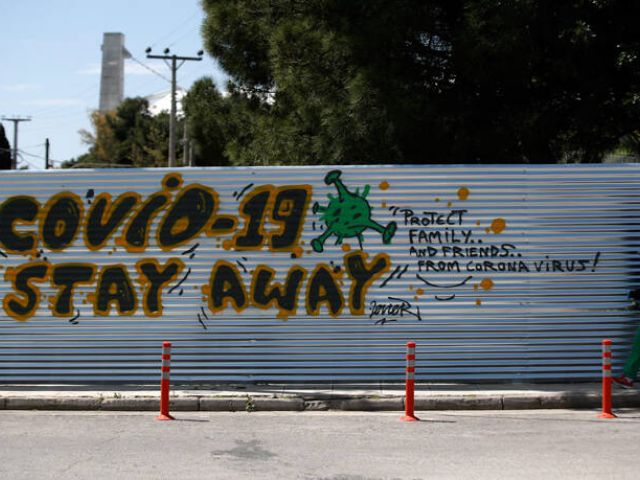 COVID-19
STAY AWAY
PROTECT
FAMILY..
AND FRIENDS..
FROM CORONA VIRUS!